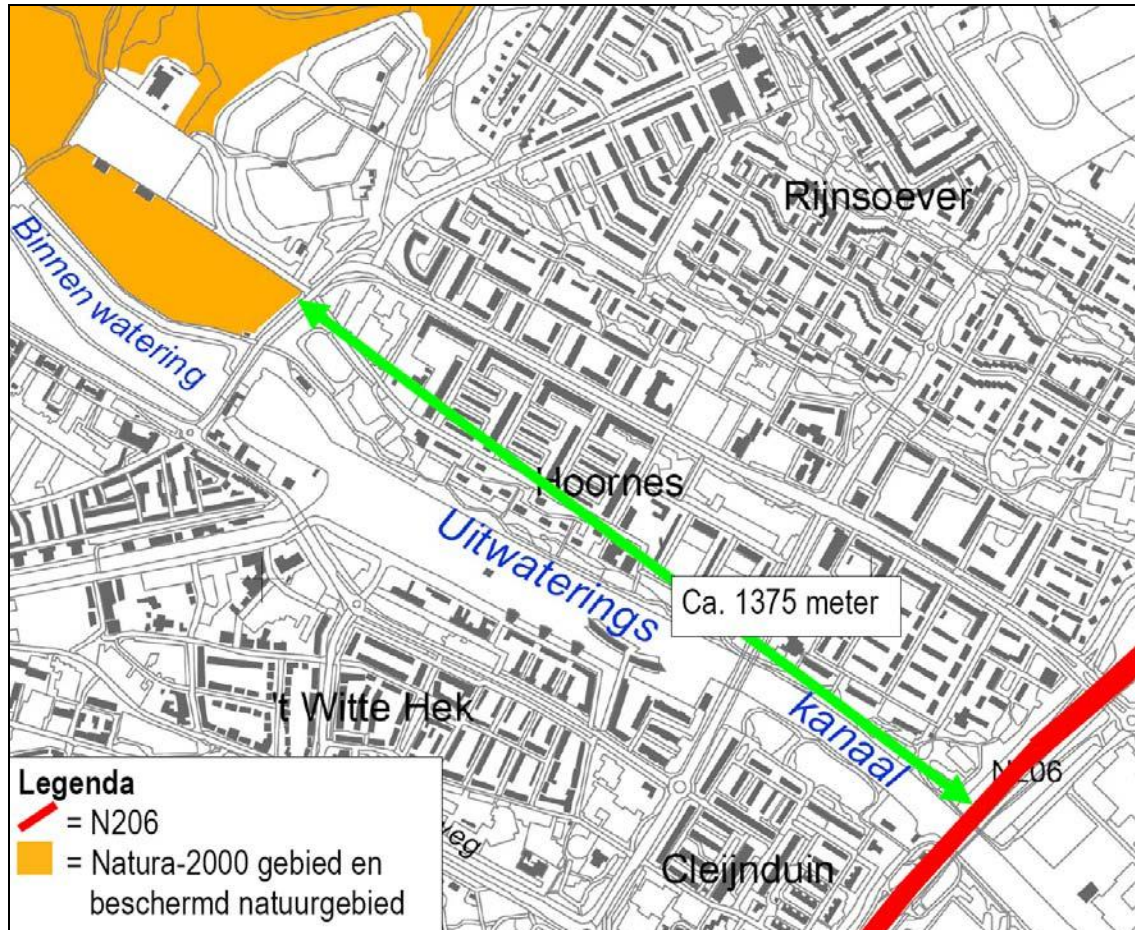 Rijnsoever
Binnen watering
Hoornes
Uitwaterings
Ca. 1375 meter
kanaal
't Witte Hek
N206
Cleijnduin
Legenda
= N206
= Natura-2000 gebied en
beschermd natuurgebied